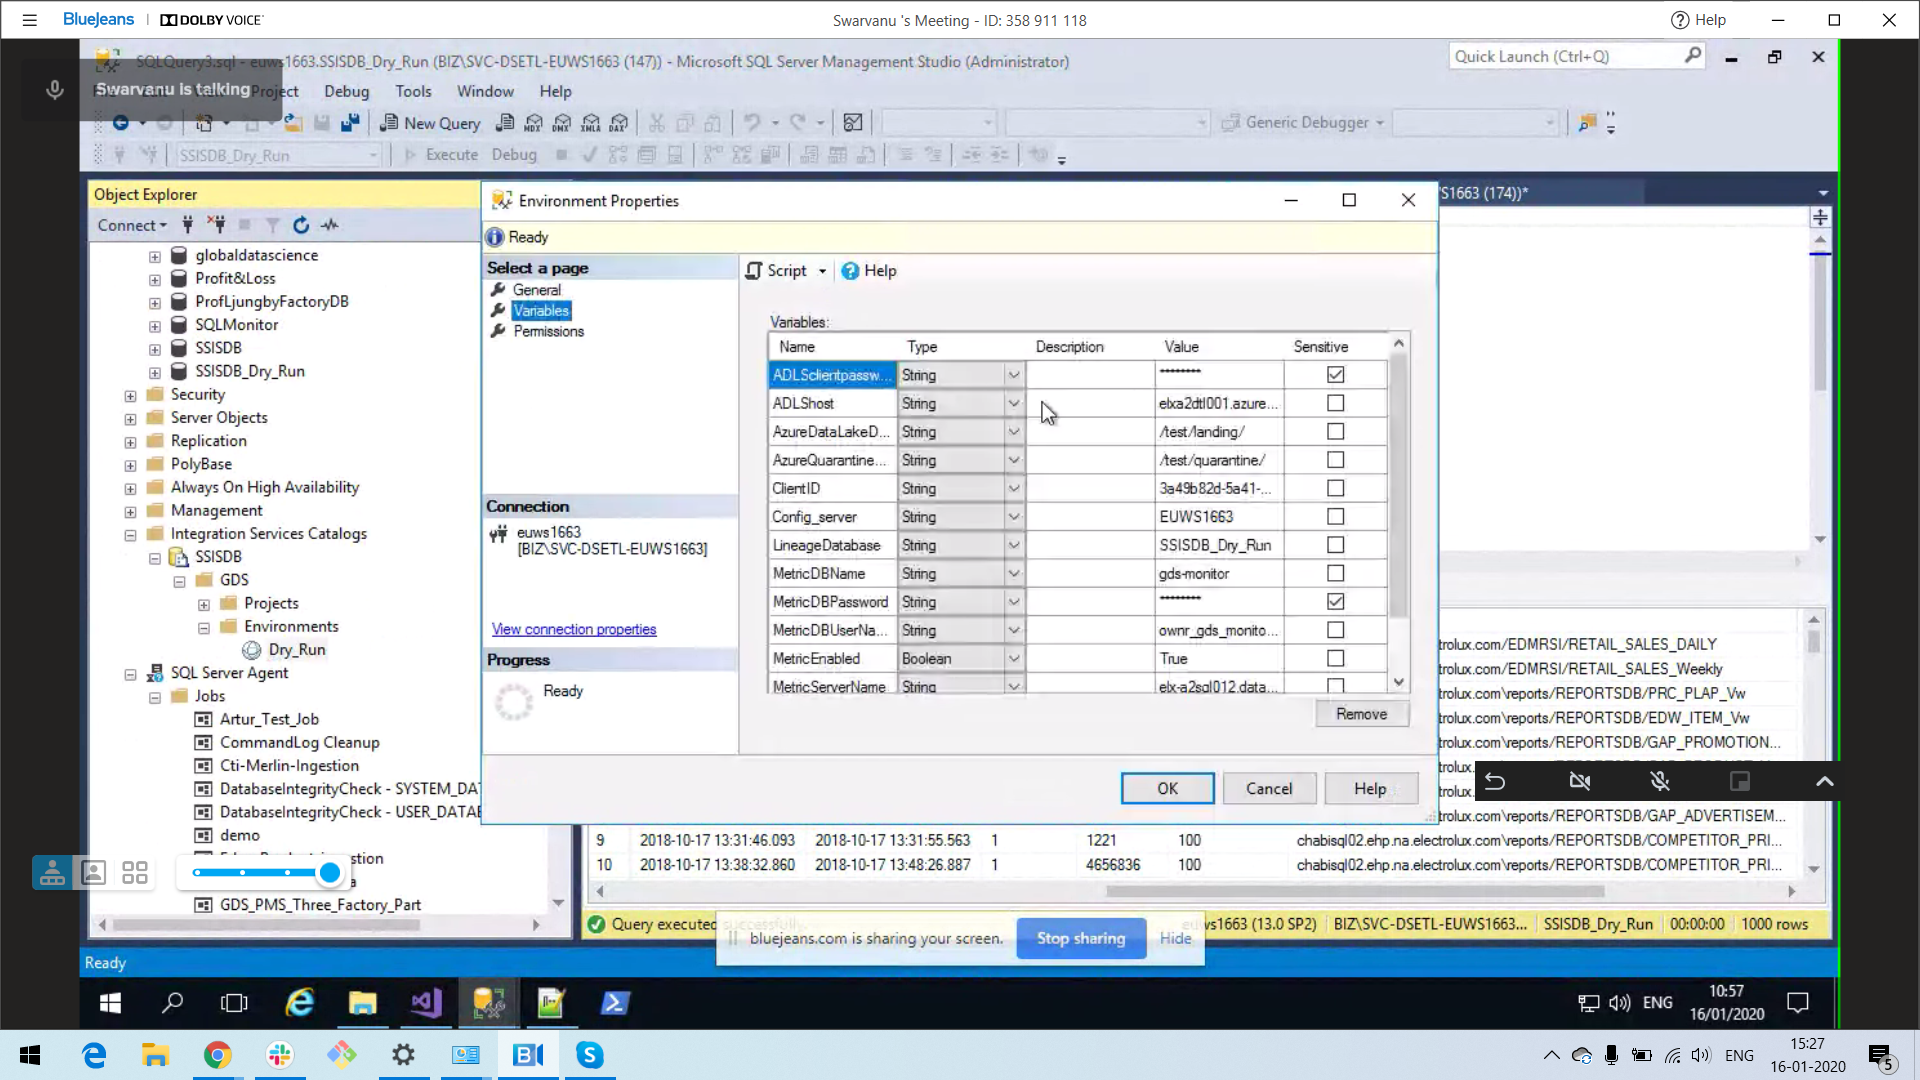 BlueJeans DOLBY VOICE
Swarvanu 's Meeting - ID: 358 911 118
Help
SQLQuery3.sql - euws1663.SSISDB_Dry_Run (BIZ\SVC-DSETL-EUWS1663 (147)) - Microsoft SQL Server Management Studio (Administrator)
Quick Launch (Ctrl+Q)
Swarvanu is talking
Project Debug Tools Window Help
New Query
MDX DMX XMLA DAX
Generic Debugger
SSISDB_Dry_Run
Execute Debug
Object Explorer
Connect
globaldatascience
Profit&Loss
ProfLjungbyFactoryDB
SQLMonitor
SSISDB
SSISDB_Dry_Run
Security
Server Objects
Replication
PolyBase
Always On High Availability
Management
Integration Services Catalogs
SSISDB
GDS
Projects
Environments
Dry_Run
SQL Server Agent
Jobs
Artur_Test_Job
CommandLog Cleanup
Cti-Merlin-Ingestion
DatabaseIntegrityCheck - SYSTEM_DA
DatabaseIntegrityCheck - USER_DATAB
demo
GDS_PMS_Three_Factory_Part
S1663 (174))*
Environment Properties
Ready
Select a page
General
Variables
Permissions
Connection
euws1663
[BIZ\SVC-DSETL-EUWS1663]
View connection properties
Progress
Ready
Script Help
Variables:
Name Type Description Value Sensitive
ADLSclientpassw... String ********
ADLShost String elxa2dtl001.azure...
AzureDataLakeD... String /test/landing/
AzureQuarantine... String /test/quarantine/
ClientID String 3a49b82d-5a41-...
Config_server String EUWS1663
LineageDatabase String SSISDB_Dry_Run
MetricDBName String gds-monitor
MetricDBPassword String ********
MetricDBUserNa... String ownr_gds_monito...
MetricEnabled Boolean True
MetricServerName String elx-a2sql012.data...
Remove
OK Cancel Help
trolux.com/EDMRSI/RETAIL_SALES_DAILY
trolux.com/EDMRSI/RETAIL_SALES_Weekly
trolux.com\reports/REPORTSDB/PRC_PLAP_Vw
trolux.com\reports/REPORTSDB/EDW_ITEM_Vw
trolux.com\reports/REPORTSDB/GAP_PROMOTION...
trolux.com\reports/REPORTSDB/GAP_ADVERTISEM...
9 2018-10-17 13:31:46.093 2018-10-17 13:31:55.563 1 1221 100 chabisql02.ehp.na.electrolux.com/reports/REPORTSDB/COMPETITOR_PRI...
10 2018-10-17 13:38:32.860 2018-10-17 13:48:26.887 1 4656836 100 chabisql02.ehp.na.electrolux.com/reports/REPORTSDB/COMPETITOR_PRI...
Query executed successfully. euws1663 (13.0 SP2) BIZ\SVC-DSETL-EUWS1663... SSISDB_Dry_Run 00:00:00 1000 rows
bluejeans.com is sharing your screen. Stop sharing Hide
Ready
ENG 10:57
16/01/2020
ENG 15:27
16-01-2020
5